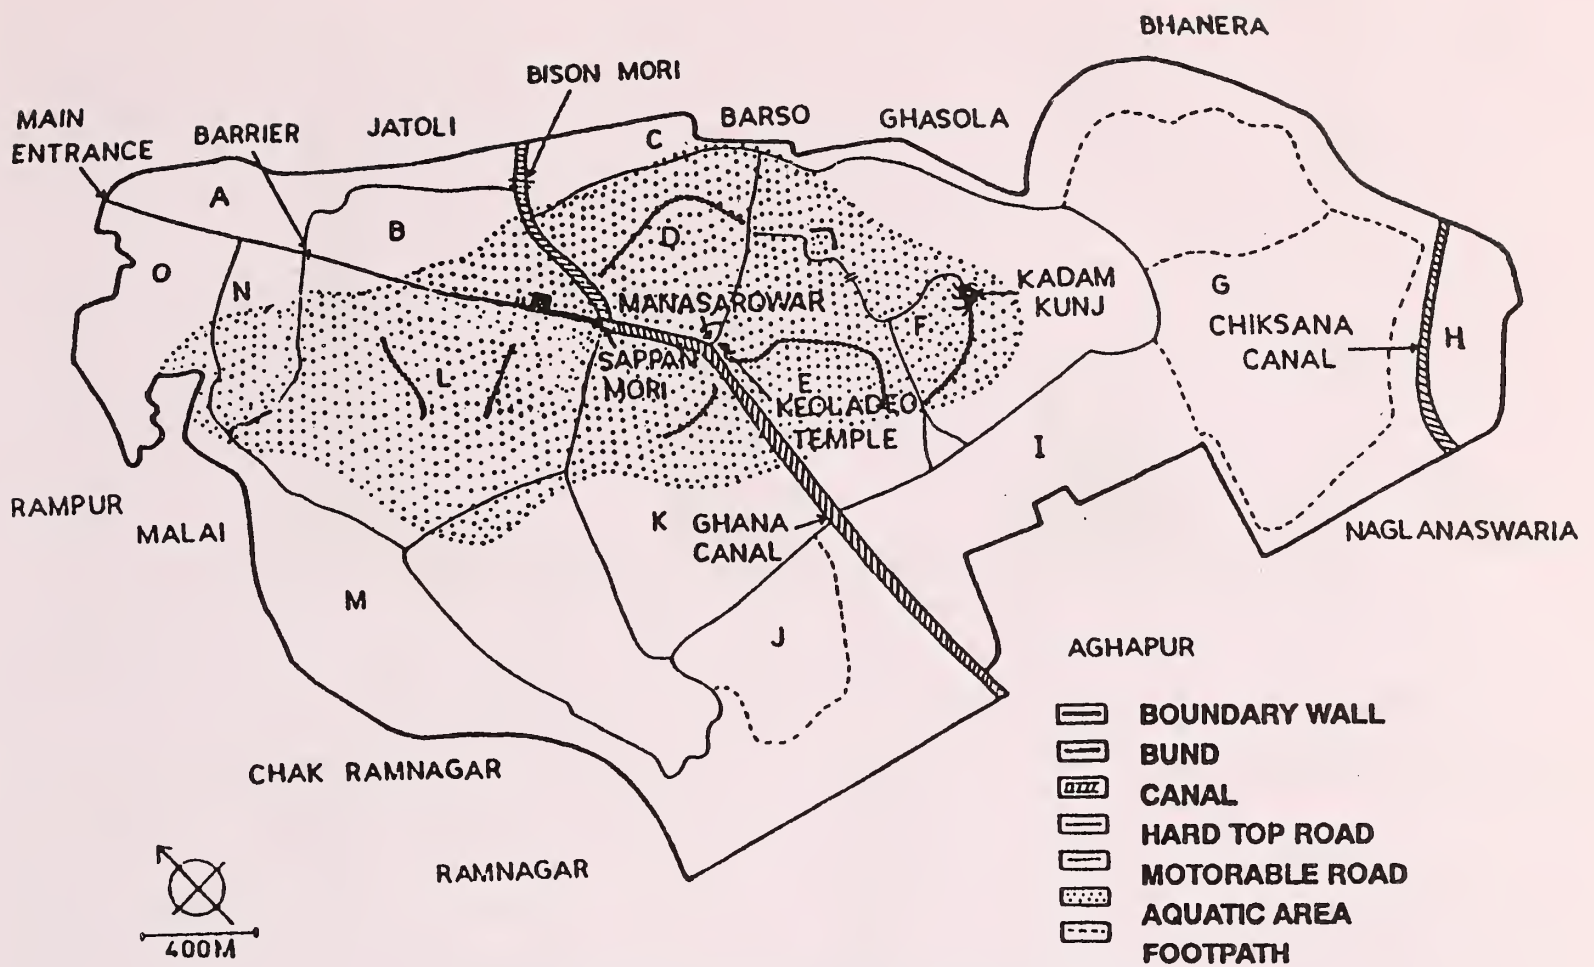 BHANERA
BISON MORI
MAIN
ENTRANCE
BARRIER
JATOLI
BARSO
GHASOLA
C
A
B
D
O
N
MANASAROWAR
KADAM
KUNJ
G
F
CHIKSANA
CANAL
H
SAPPAN
MORI
L
E
KEOLADEO
TEMPLE
I
RAMPUR
MALAI
K
GHANA
CANAL
NAGLANASWARIA
M
J
AGHAPUR
CHAK RAMNAGAR
RAMNAGAR
400M
BOUNDARY WALL
BUND
CANAL
HARD TOP ROAD
MOTORABLE ROAD
AQUATIC AREA
FOOTPATH